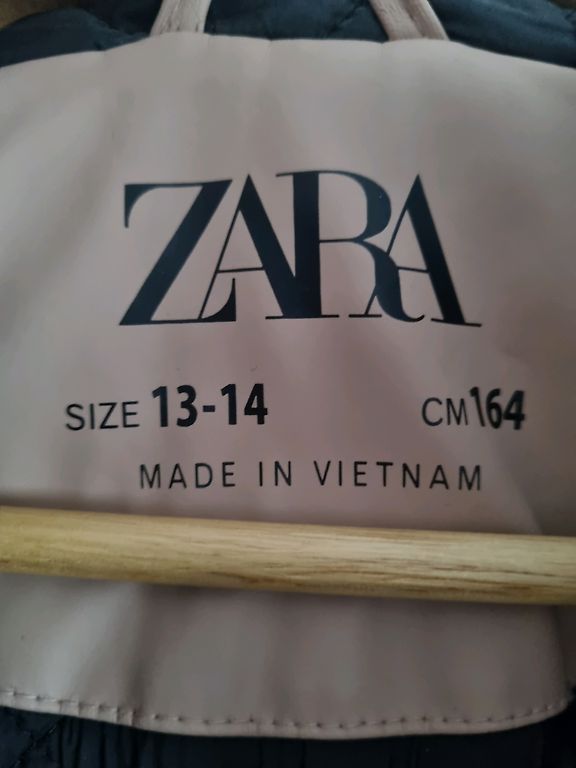 ZARA
SIZE 13-14 CM 164
MADE IN VIETNAM